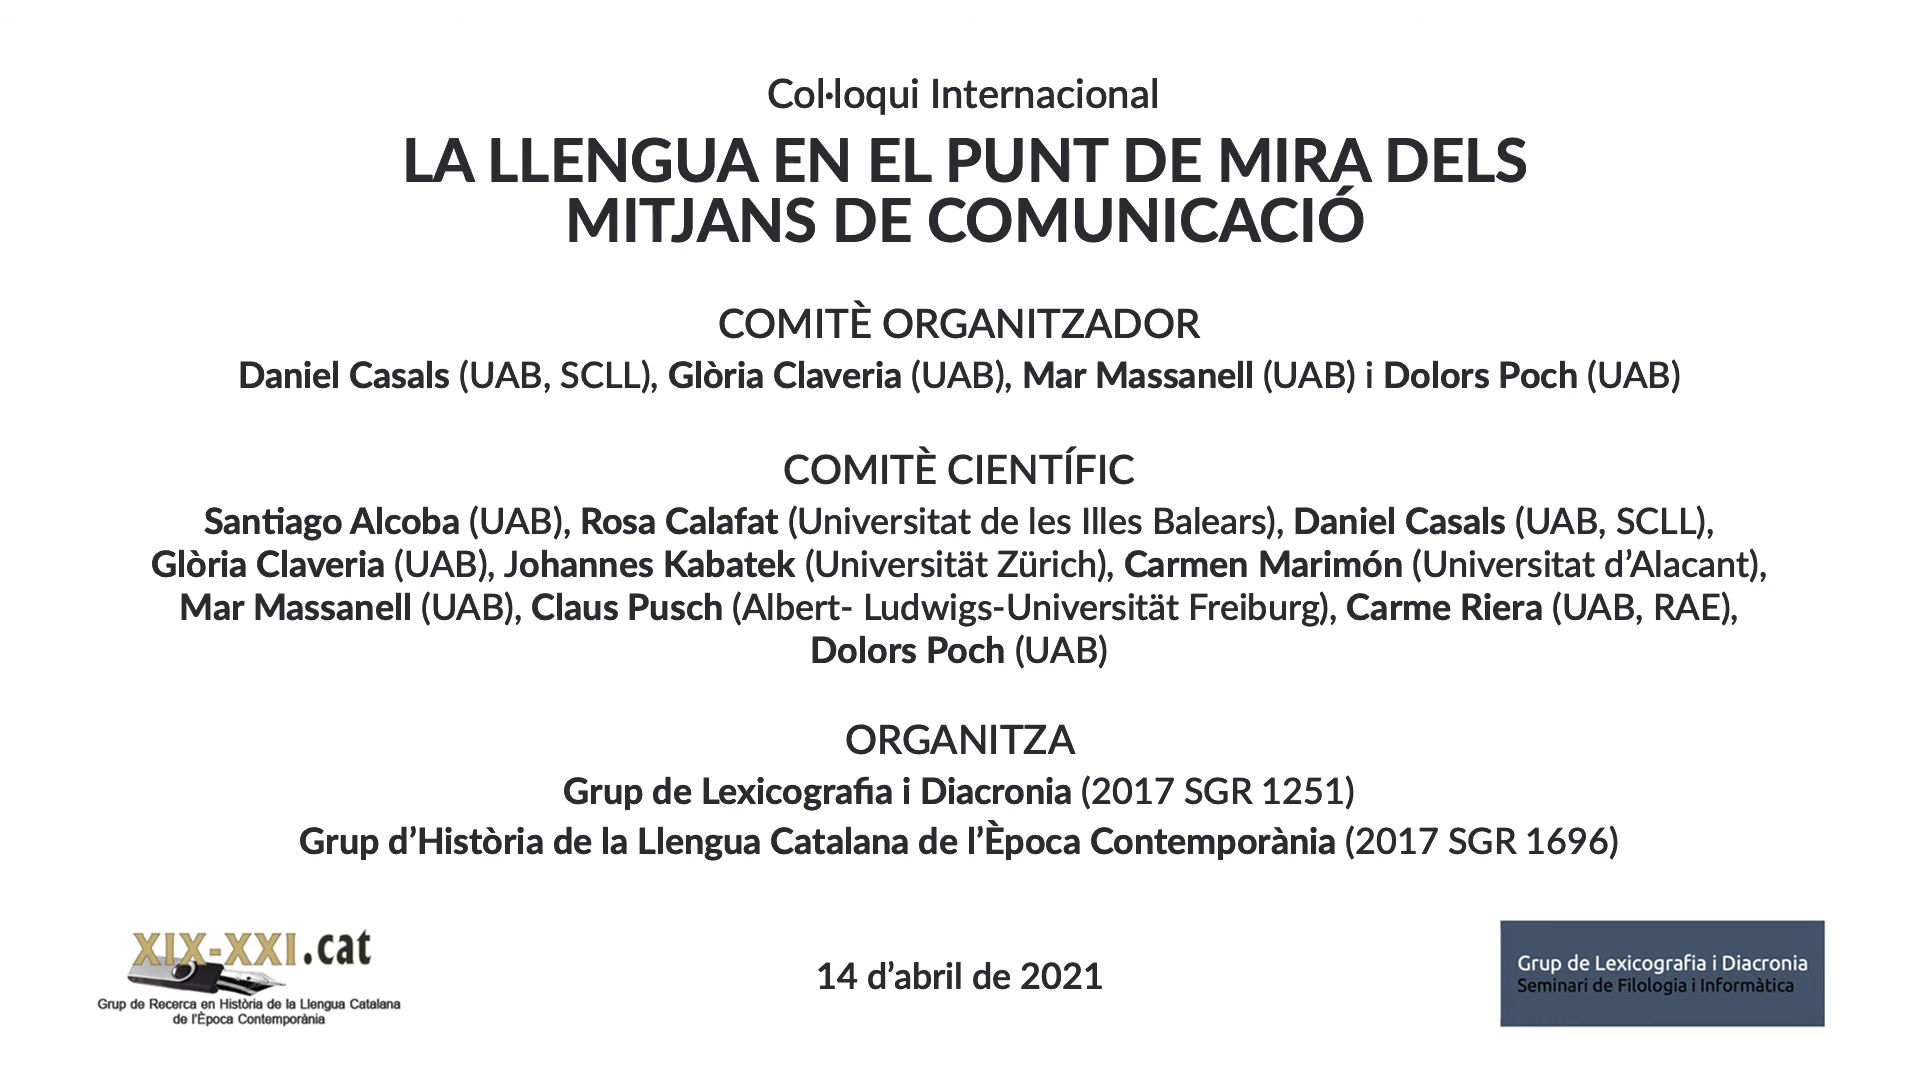 Col·loqui Internacional
LA LLENGUA EN EL PUNT DE MIRA DELS
MITJANS DE COMUNICACIÓ
COMITÈ ORGANITZADOR
Daniel Casals (UAB, SCLL), Glòria Claveria (UAB), Mar Massanell (UAB) i Dolors Poch (UAB)
COMITÈ CIENTÍFIC
Santiago Alcoba (UAB), Rosa Calafat (Universitat de les Illes Balears), Daniel Casals (UAB, SCLL),
Glòria Claveria (UAB), Johannes Kabatek (Universität Zürich), Carmen Marimón (Universitat d’Alacant),
Mar Massanell (UAB), Claus Pusch (Albert- Ludwigs-Universität Freiburg), Carme Riera (UAB, RAE),
Dolors Poch (UAB)
ORGANITZA
Grup de Lexicografia i Diacronia (2017 SGR 1251)
Grup d’Història de la Llengua Catalana de l’Època Contemporània (2017 SGR 1696)
XIX-XXI.cat
Grup de Recerca en Història de la Llengua Catalana
de l'Època Contemporània
14 d’abril de 2021
Grup de Lexicografia i Diacronia
Seminari de Filologia i Informàtica